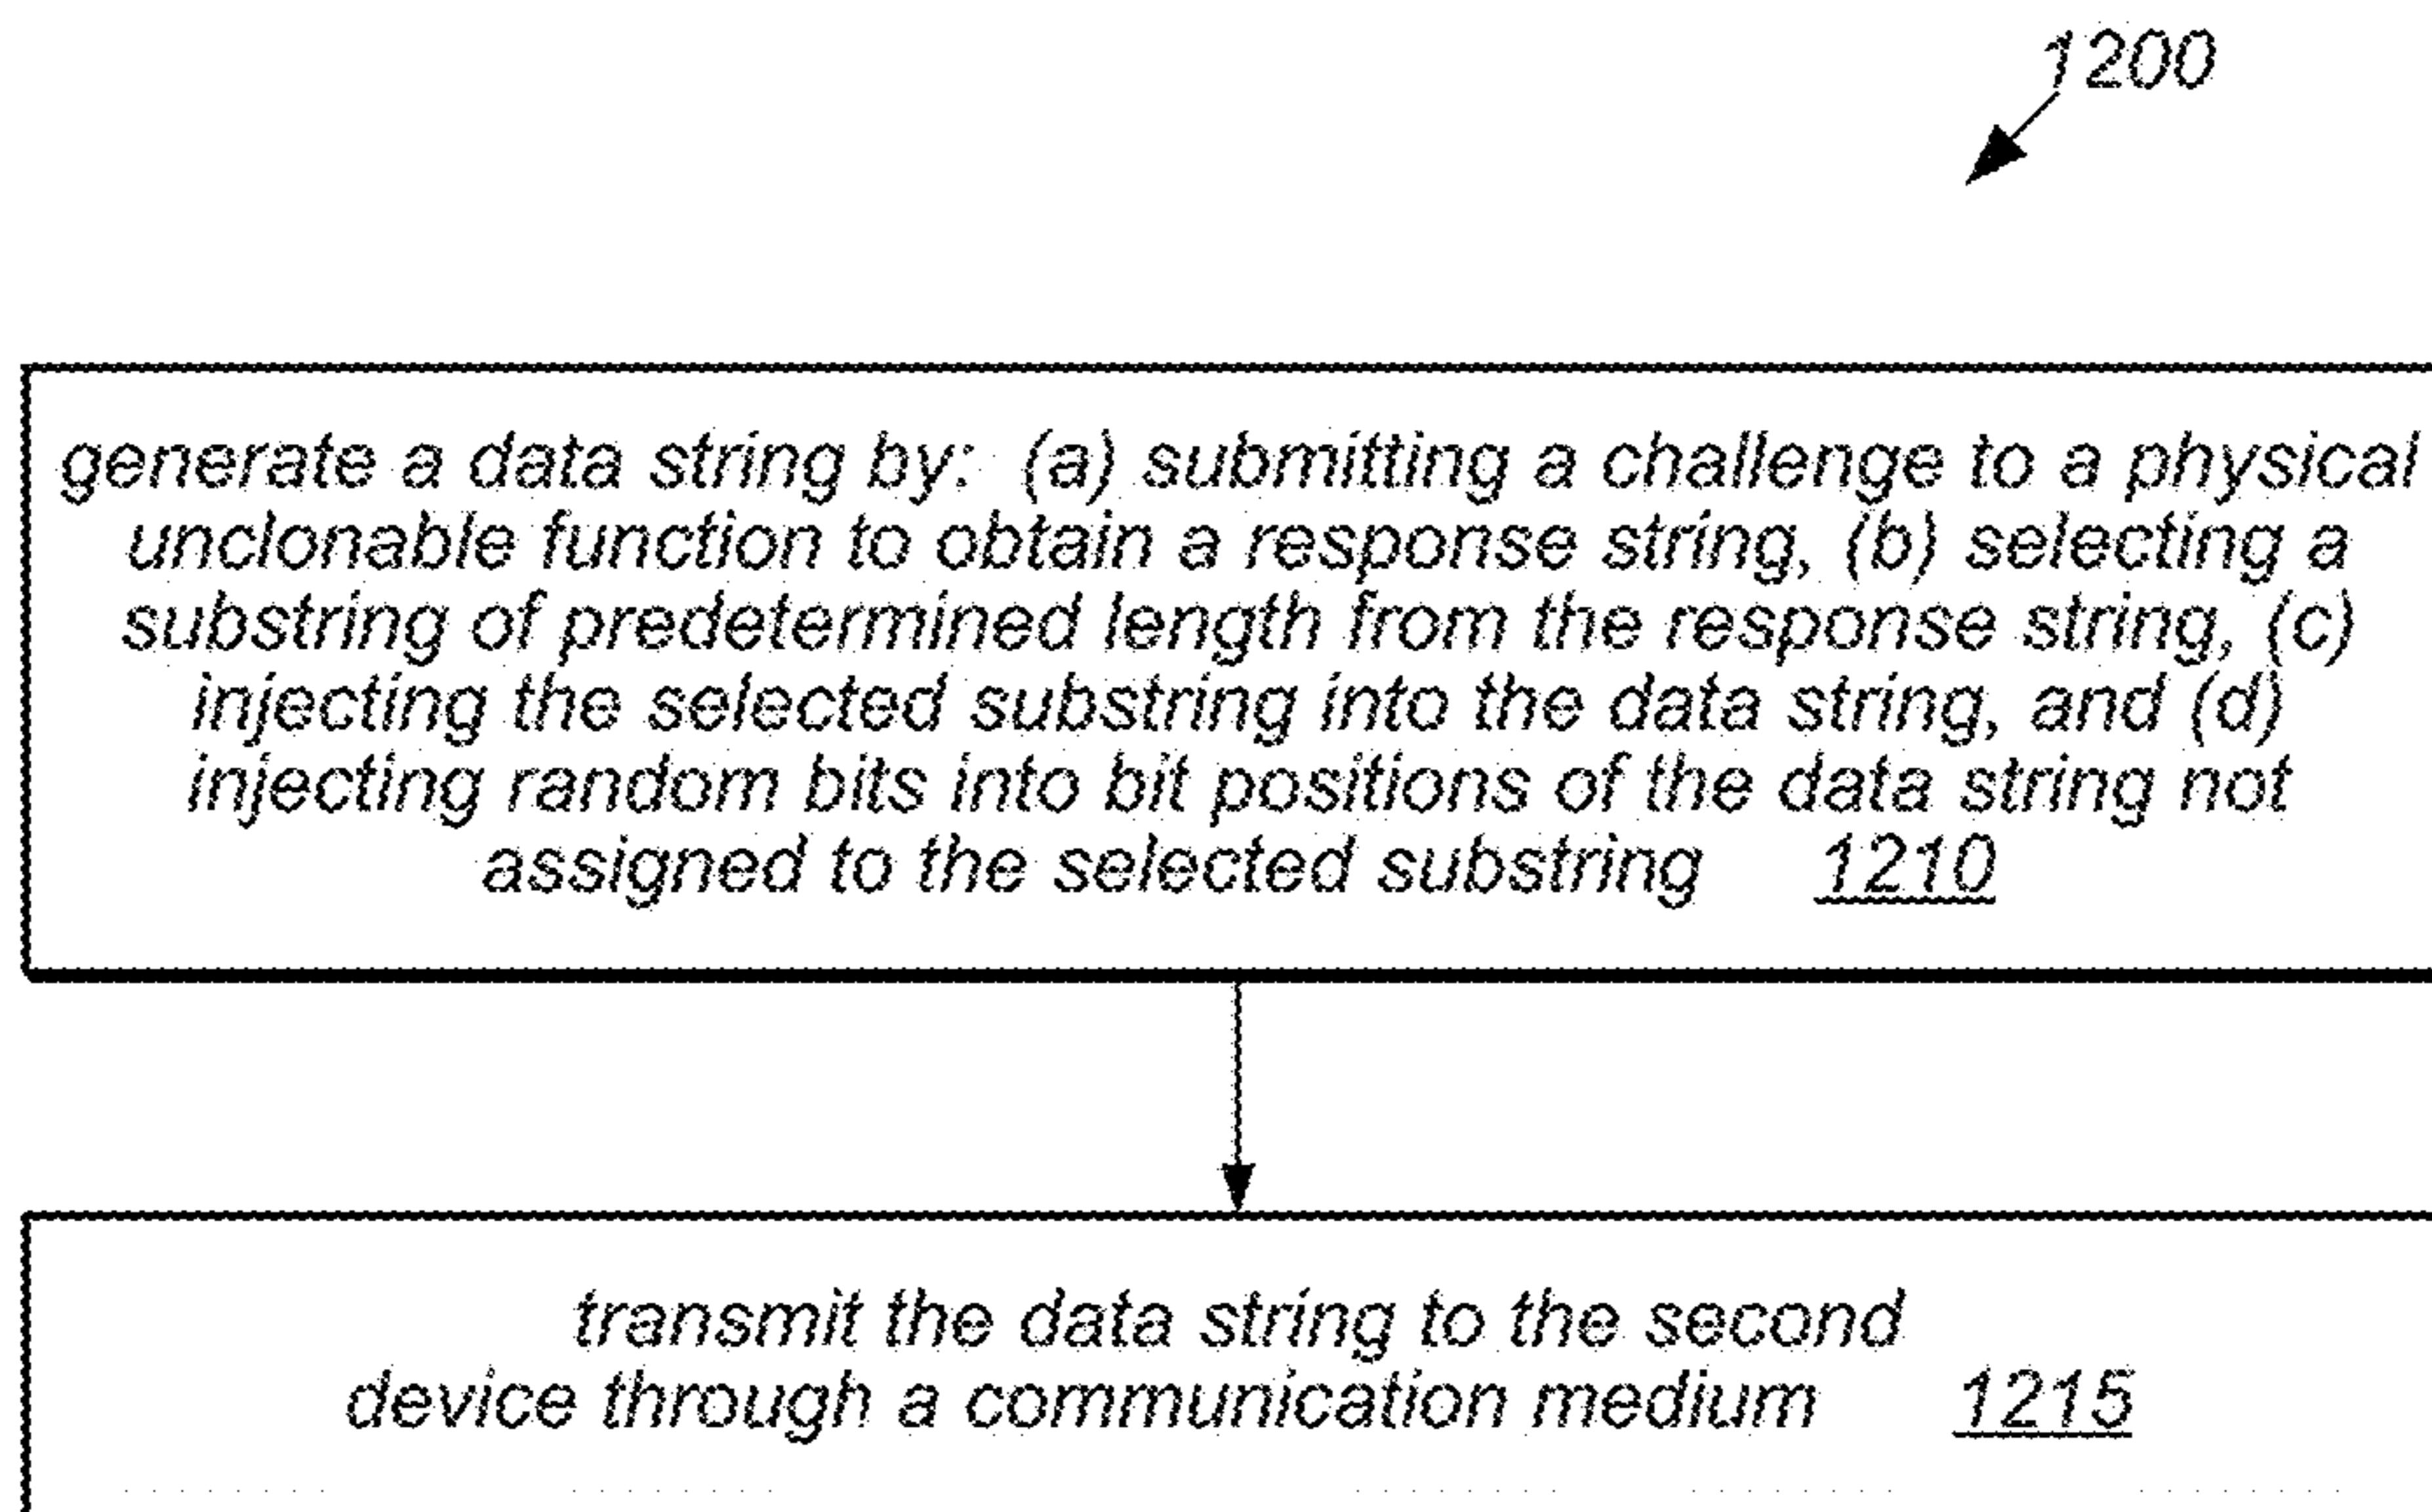 1200
generate a data string by: (a) submitting a challenge to a physical
unclonable function to obtain a response string, (b) selecting a
substring of predetermined length from the response string, (c)
injecting the selected substring into the data string, and (d)
injecting random bits into bit positions of the data string not
assigned to the selected substring 1210
transmit the data string to the second
device through a communication medium 1215